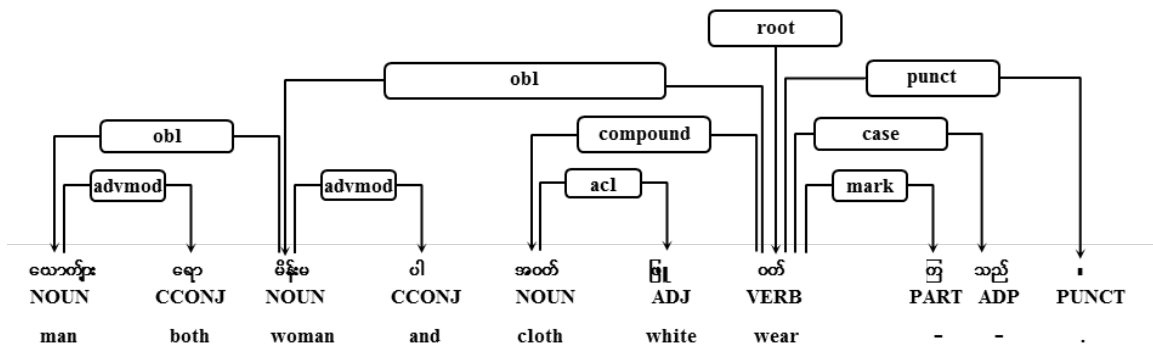 root
obl punct
obl compound case
advmod advmod acl mark
ယောက်ျား ရော မိန်းမ ပါ အဝတ် ဖြူ ဝတ် ကြ သည် ။
NOUN CCONJ NOUN CCONJ NOUN ADJ VERB PART ADP PUNCT
man both woman and cloth white wear - - .